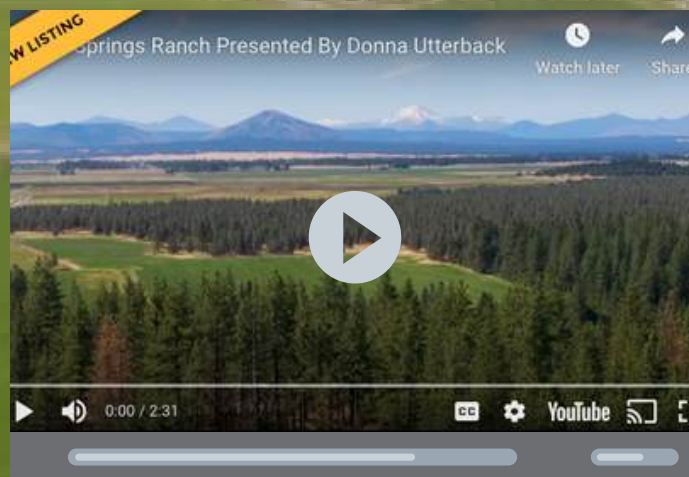 W LISTING
Springs Ranch Presented By Donna Utterback
Watch later
Share
0:00 / 2:31
CC
YouTube